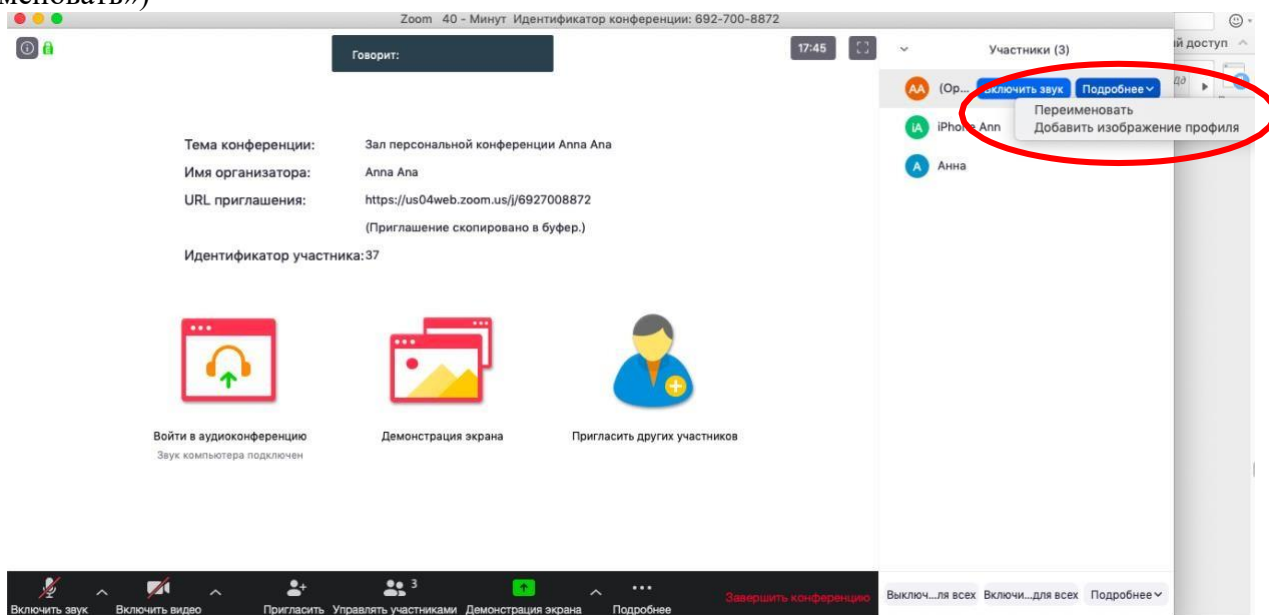 меновать»)
Zoom 40 - Минут Идентификатор конференции: 692-700-8872
Говорит:
17:45
Участники (3)
й доступ
AA (Op... Включить звук Подробнее
Переименовать
Добавить изображение профиля
iA iPhone Ann
А Анна
Тема конференции: Зал персональной конференции Anna Ana
Имя организатора: Anna Ana
URL приглашения: https://us04web.zoom.us/j/6927008872
(Приглашение скопировано в буфер.)
Идентификатор участника: 37
Войти в аудиоконференцию
Звук компьютера подключен
Демонстрация экрана
Пригласить других участников
Включить звук Включить видео Пригласить Управлять участниками 3 Демонстрация экрана Подробнее Завершить конференцию
Выключ...ля всех Включи...для всех Подробнее